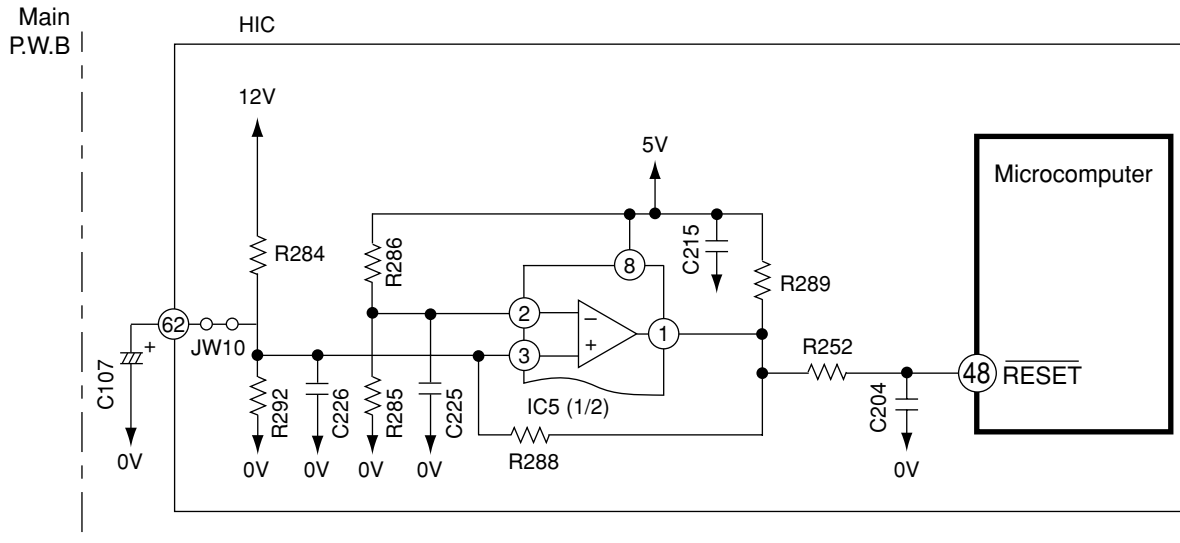 Main
P.W.B
HIC
12V
5V
Microcomputer
R284
R286
C215
8
R289
62
JW10
2
−
1
3
+
R252
48
RESET
+
C107
R292
C226
R285
C225
IC5 (1/2)
R288
C204
0V
0V
0V
0V
0V
0V